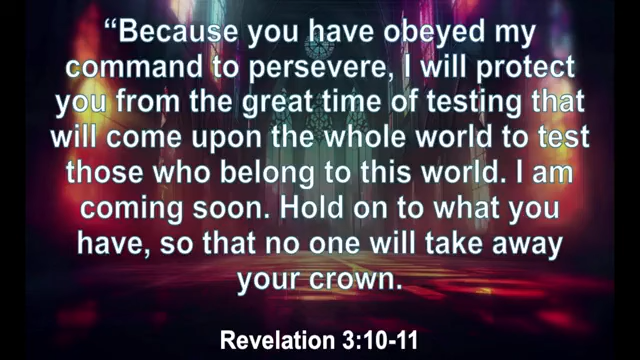 “Because you have obeyed my
command to persevere, I will protect
you from the great time of testing that
will come upon the whole world to test
those who belong to this world. I am
coming soon. Hold on to what you
have, so that no one will take away
your crown.
Revelation 3:10-11